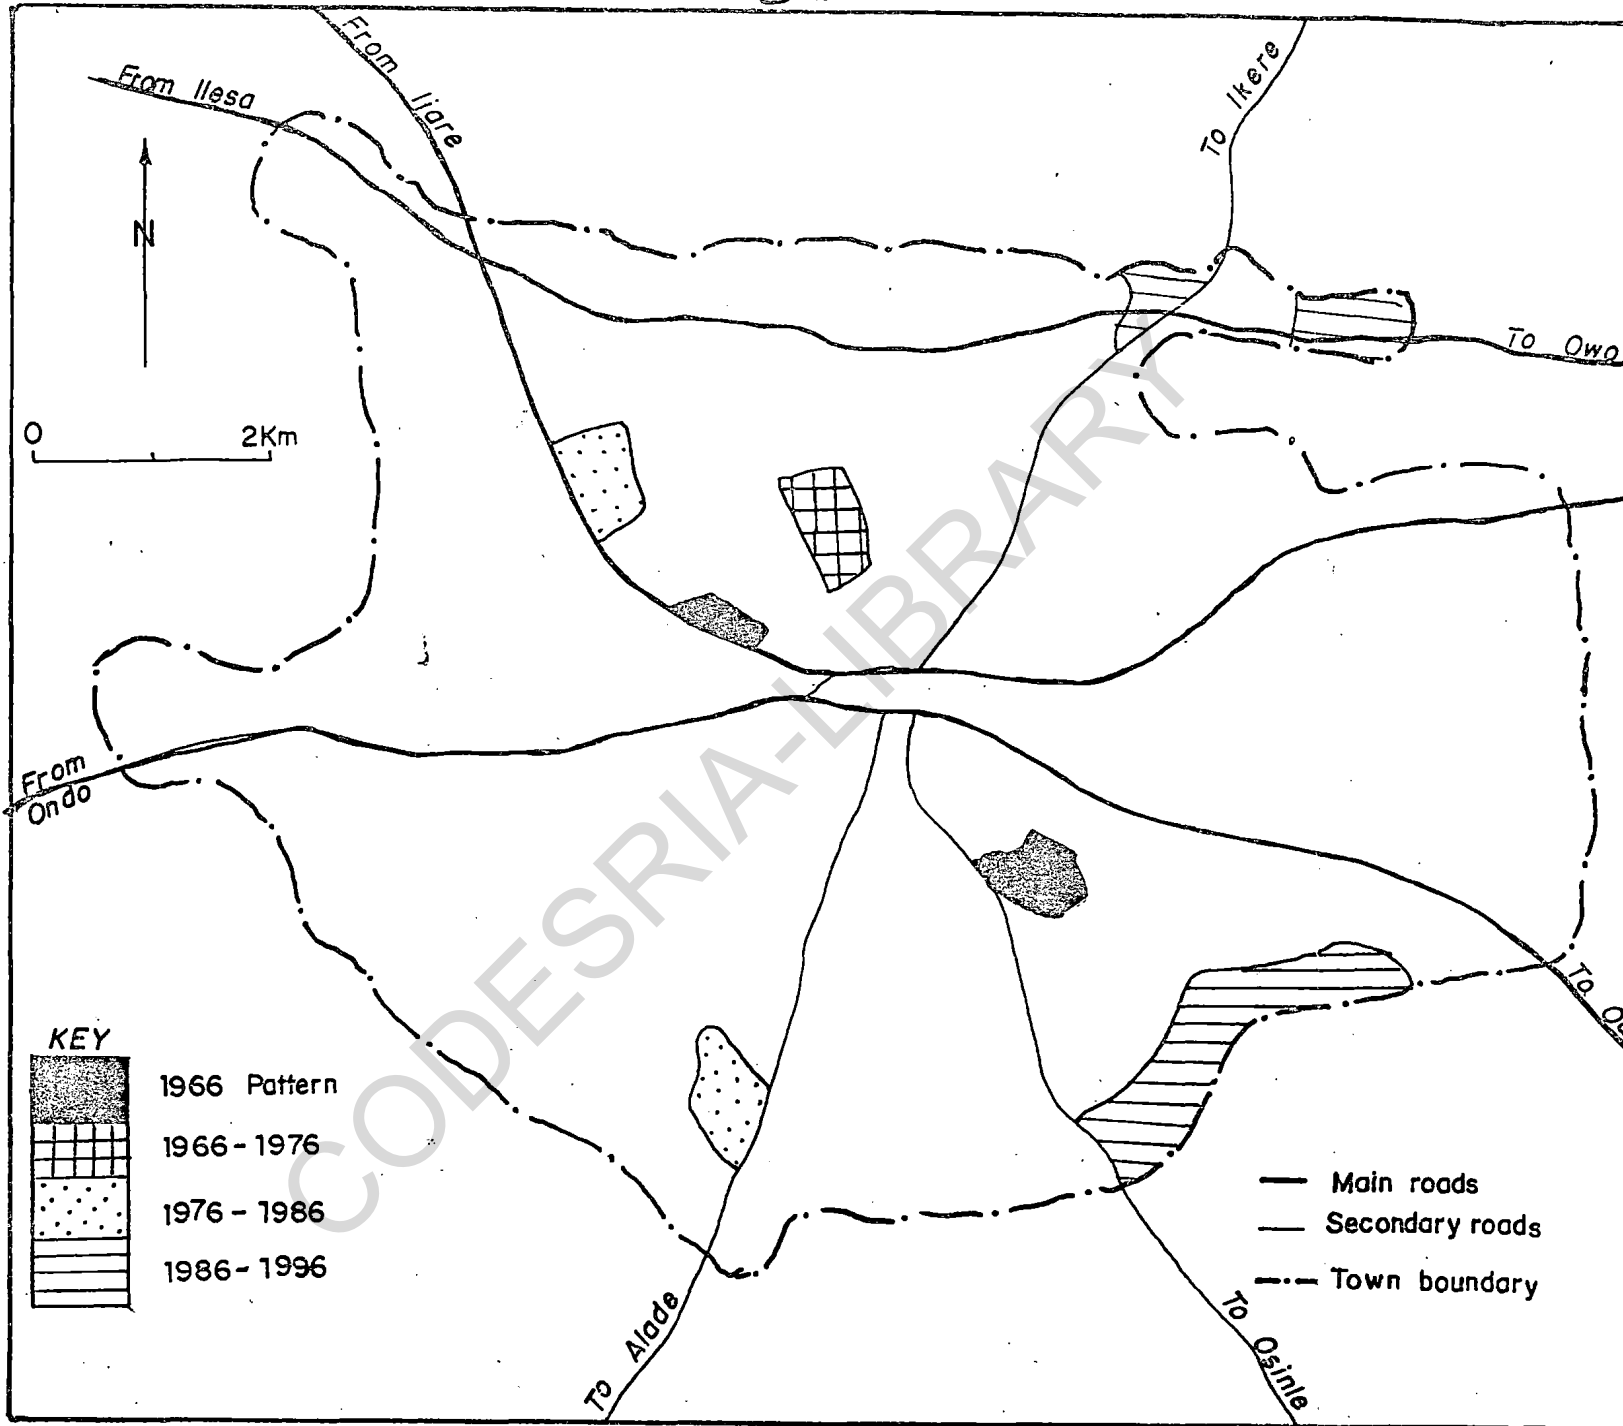 From Ijare
From Ilesa
To Ikere
N
To Owo
0 2Km
From
Ondo
KEY
1966 Pattern
1966-1976
1976-1986
1986-1996
Main roads
Secondary roads
Town boundary
To
To Alade
To Osinle
CODESRIA-LIBRARY